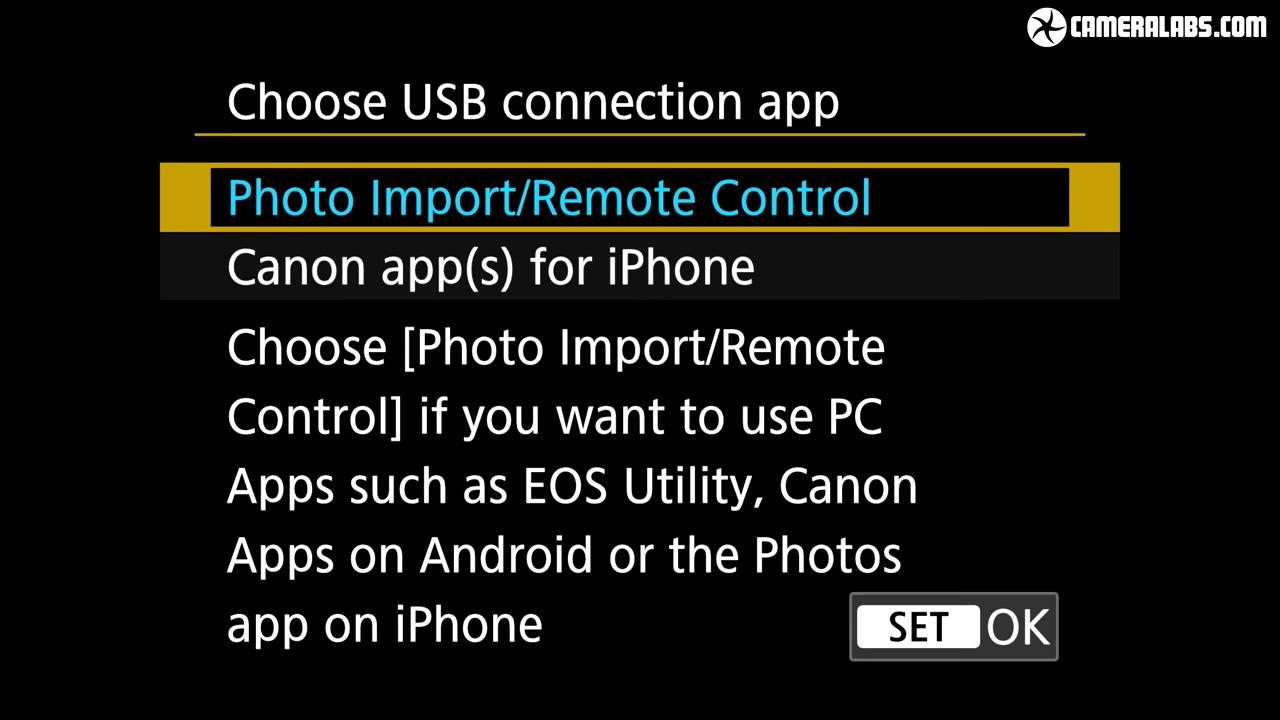 CAMERALABS.COM
Choose USB connection app
Photo Import/Remote Control
Canon app(s) for iPhone
Choose [Photo Import/Remote
Control] if you want to use PC
Apps such as EOS Utility, Canon
Apps on Android or the Photos
app on iPhone
SET OK